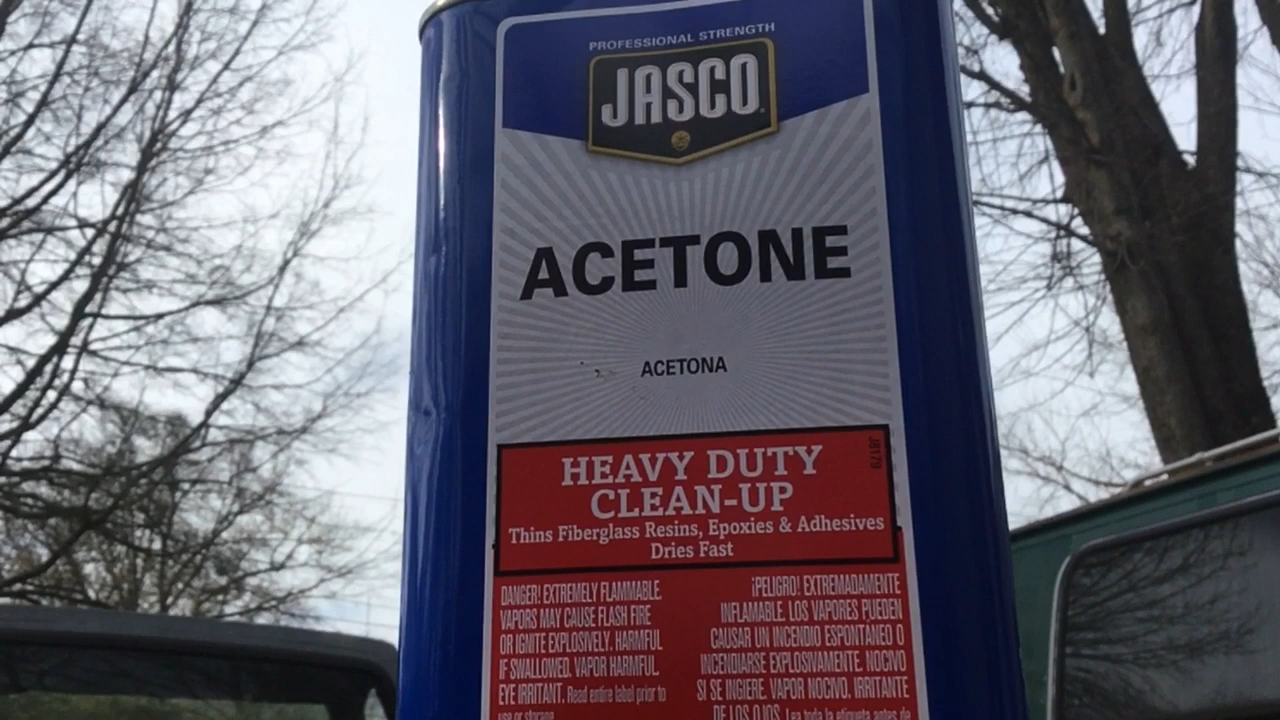 PROFESSIONAL STRENGTH
JASCO
ACETONE
ACETONA
J8179
HEAVY DUTY
CLEAN-UP
Thins Fiberglass Resins, Epoxies & Adhesives
Dries Fast
DANGER! EXTREMELY FLAMMABLE.
VAPORS MAY CAUSE FLASH FIRE
OR IGNITE EXPLOSIVELY. HARMFUL
IF SWALLOWED. VAPOR HARMFUL.
EYE IRRITANT. Read entire label prior to
use or storage.
¡PELIGRO! EXTREMADAMENTE
INFLAMABLE. LOS VAPORES PUEDEN
CAUSAR UN INCENDIO ESPONTANEO O
INCENDIARSE EXPLOSIVAMENTE. NOCIVO
SI SE INGIERE. VAPOR NOCIVO. IRRITANTE
DE LOS OJOS. Lea toda la etiqueta antes de